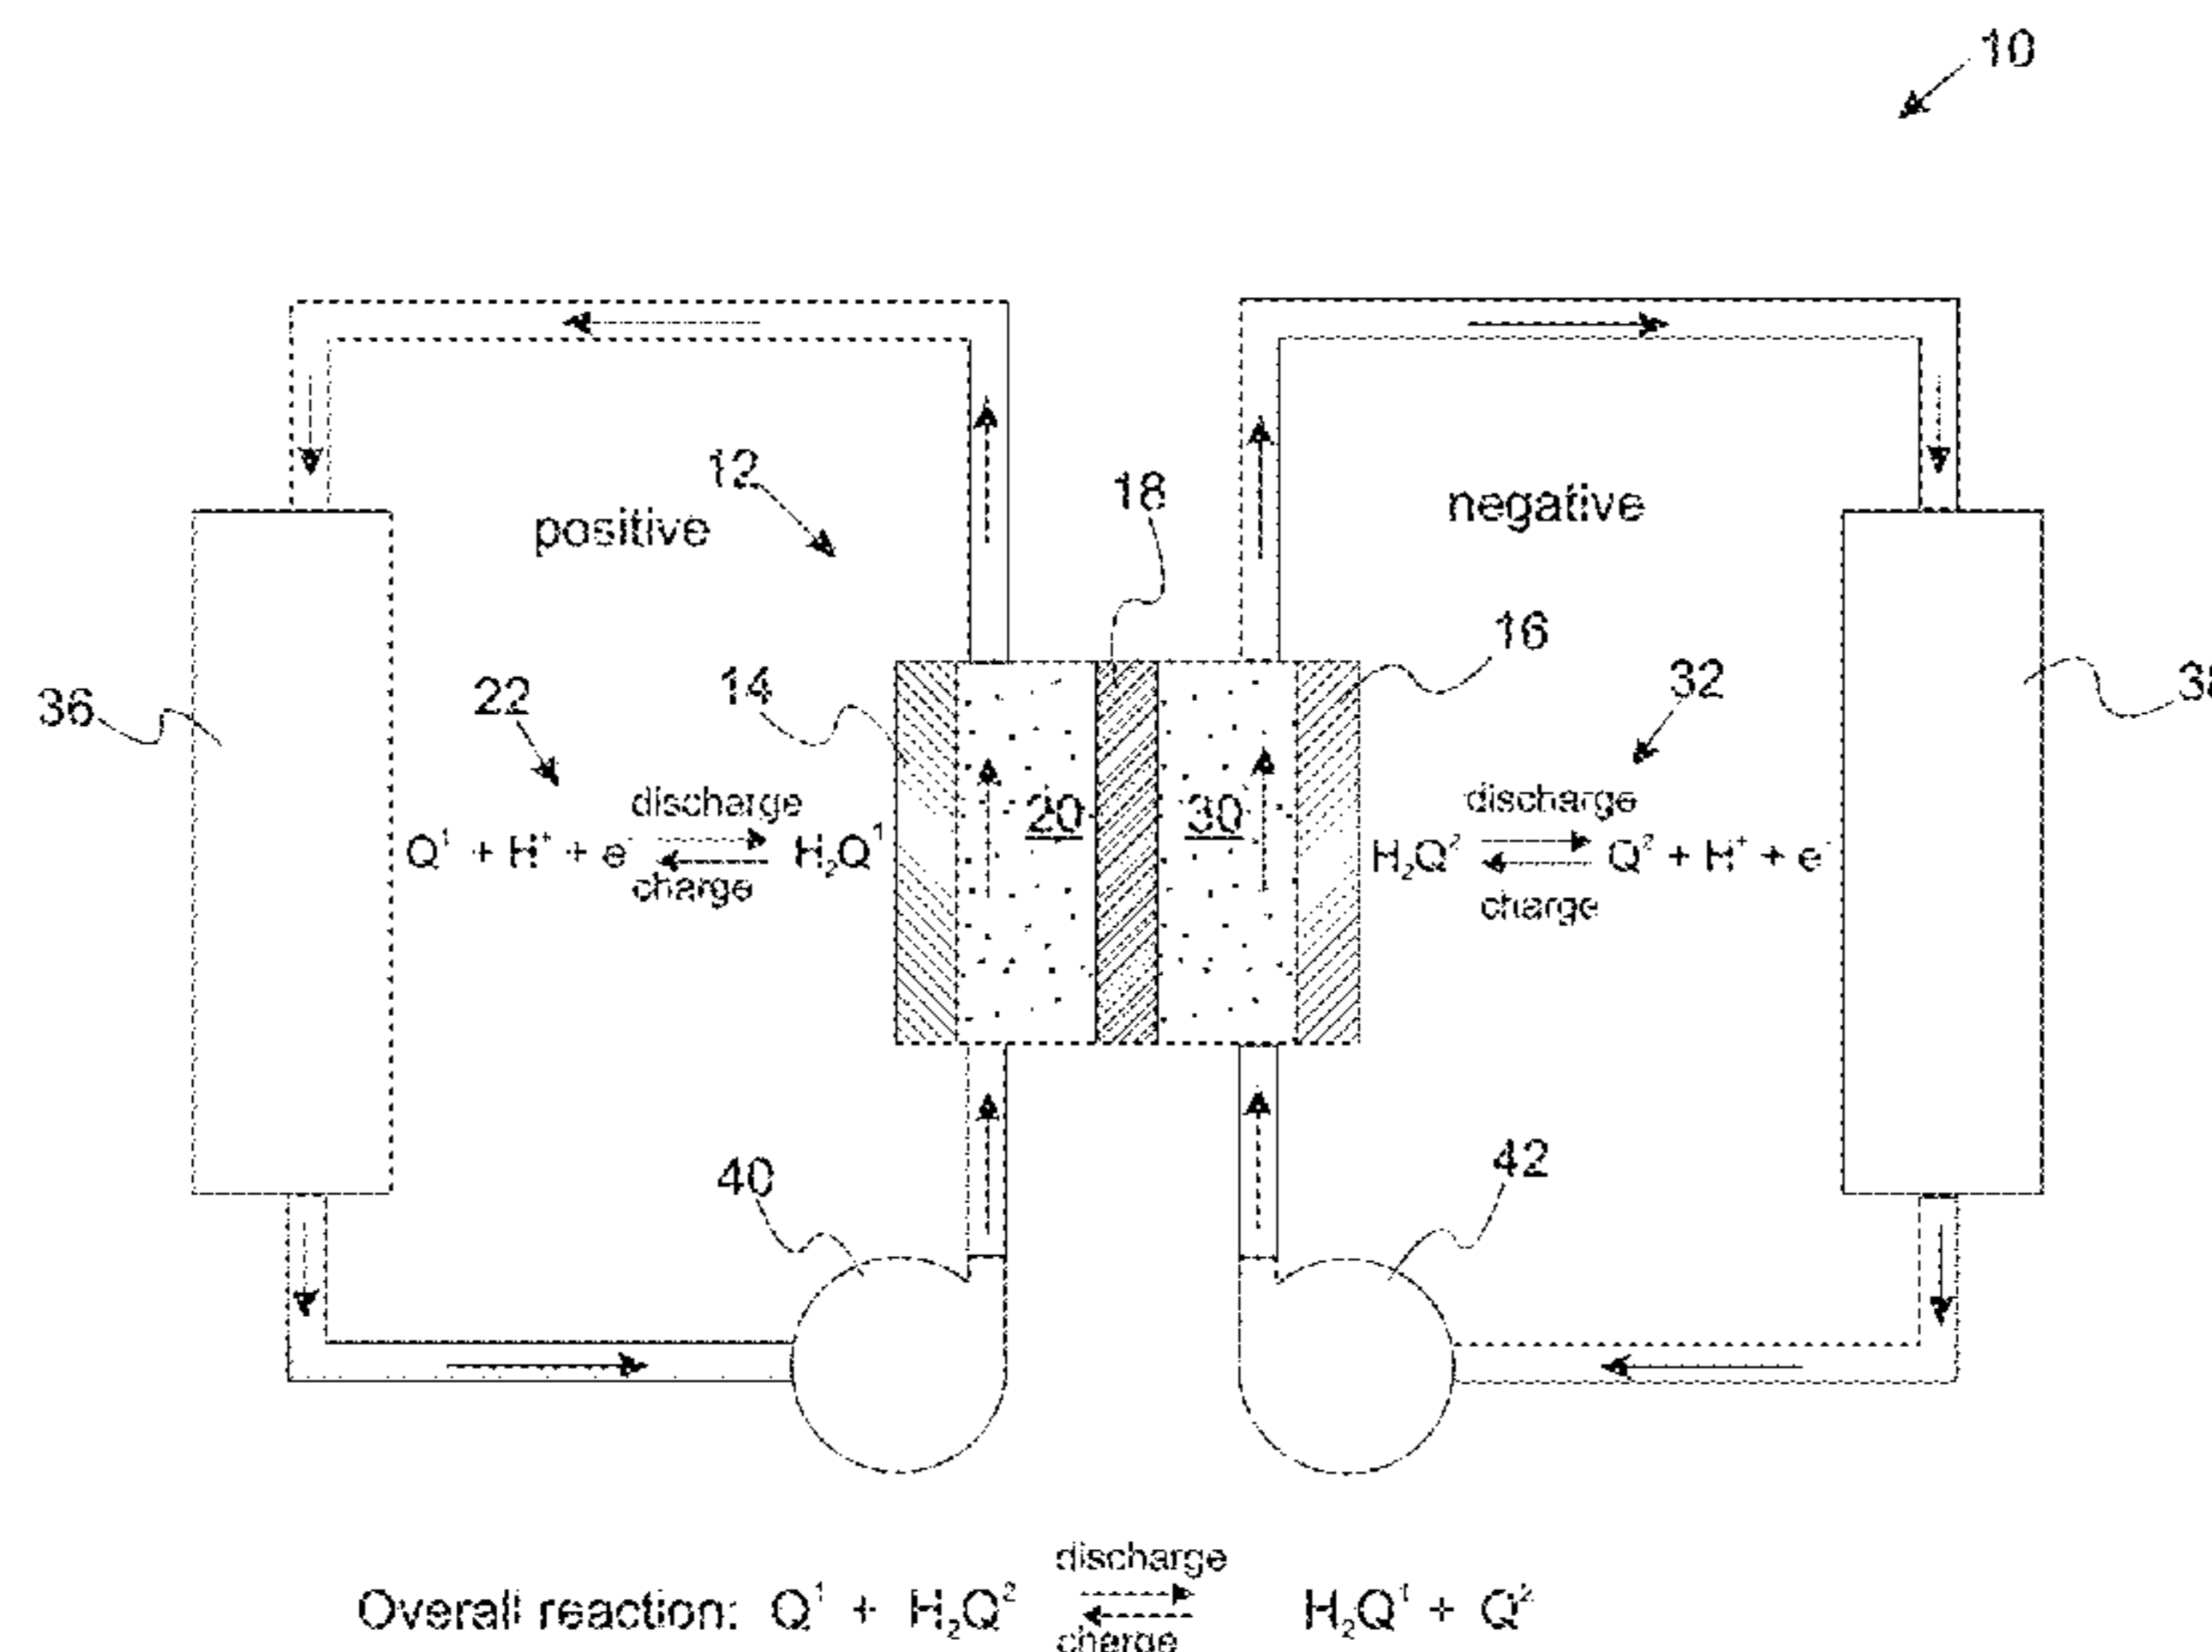 10
12
positive
18
negative
16
36
22
14
32
discharge
Q¹ + H⁺ + e⁻ H₂Q¹
charge
20
30
discharge
H₂Q² Q² + H⁺ + e⁻
charge
40
42
discharge
Overall reaction: Q¹ + H₂Q² H₂Q¹ + Q²
charge